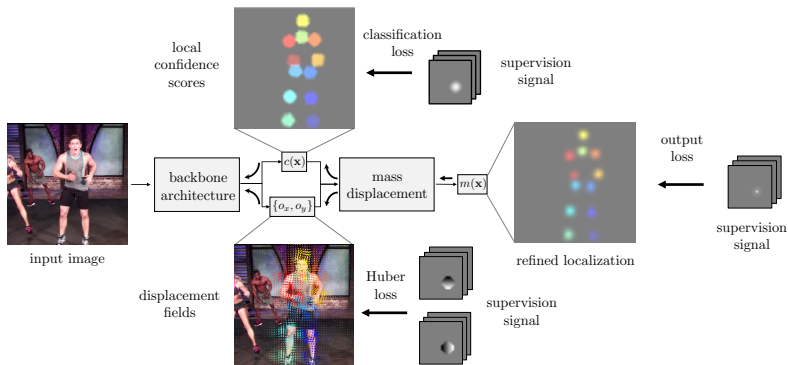 local
confidence
scores
classification
loss
supervision
signal
input image
backbone
architecture
c(x)
{o_x, o_y}
mass
displacement
m(x)
output
loss
supervision
signal
refined localization
displacement
fields
Huber
loss
supervision
signal